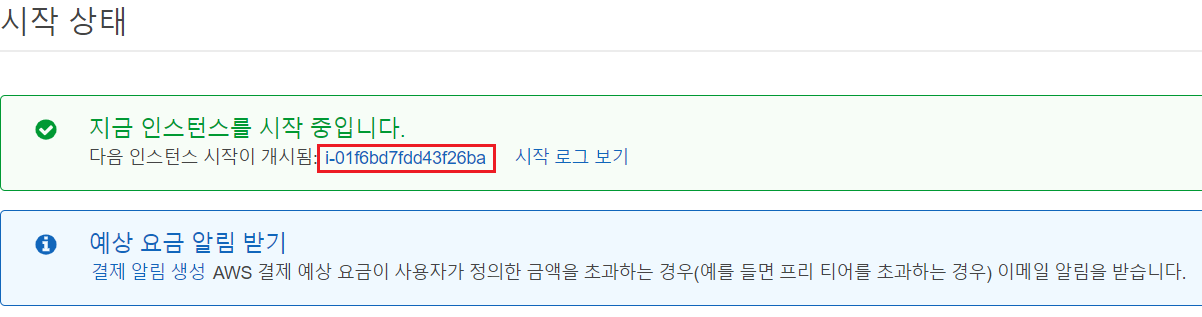 시작 상태
지금 인스턴스를 시작 중입니다.
다음 인스턴스 시작이 개시됨: i-01f6bd7fdd43f26ba 시작 로그 보기
예상 요금 알림 받기
결제 알림 생성 AWS 결제 예상 요금이 사용자가 정의한 금액을 초과하는 경우(예를 들면 프리 티어를 초과하는 경우) 이메일 알림을 받습니다.